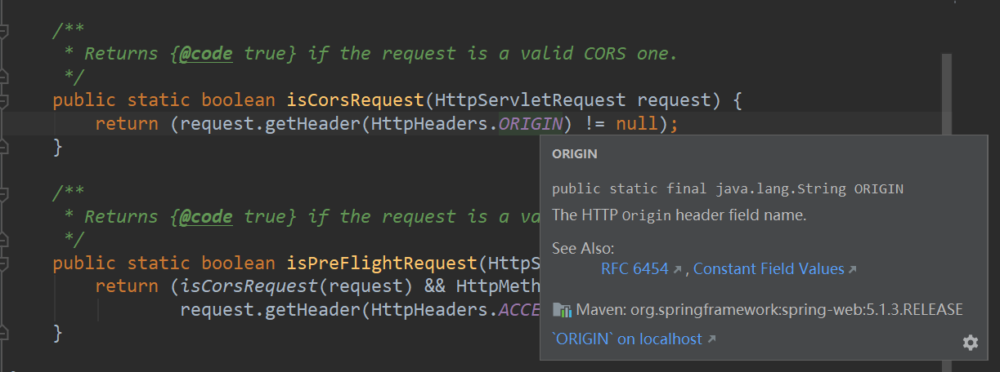 /**
* Returns {@code true} if the request is a valid CORS one.
*/
public static boolean isCorsRequest(HttpServletRequest request) {
return (request.getHeader(HttpHeaders.ORIGIN) != null);
}
/**
* Returns {@code true} if the request is a va
*/
public static boolean isPreFlightRequest(HttpS
return (isCorsRequest(request) && HttpMeth
request.getHeader(HttpHeaders.ACCE
}
ORIGIN
public static final java.lang.String ORIGIN
The HTTP Origin header field name.
See Also:
RFC 6454 , Constant Field Values
Maven: org.springframework:spring-web:5.1.3.RELEASE
`ORIGIN` on localhost